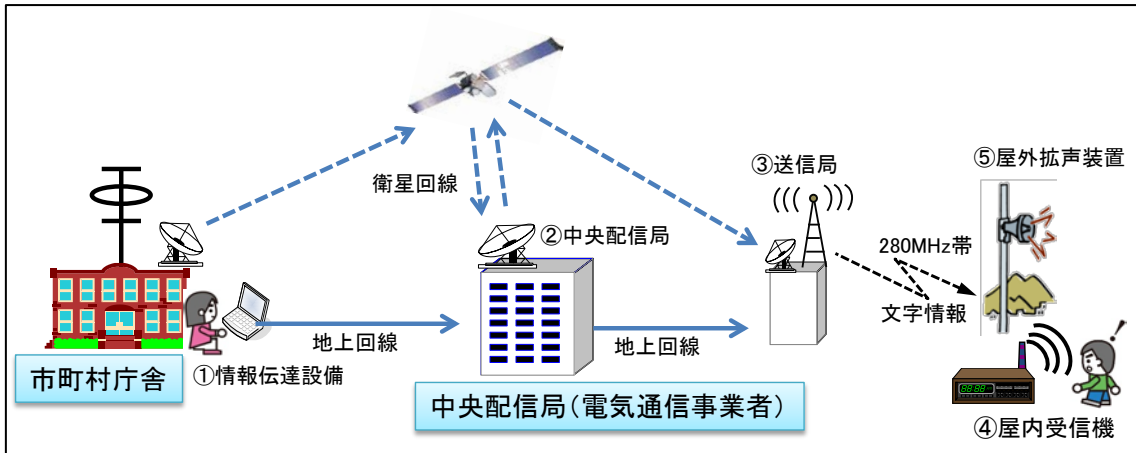 衛星回線
③送信局
⑤屋外拡声装置
②中央配信局
280MHz帯
文字情報
地上回線
地上回線
市町村庁舎
①情報伝達設備
中央配信局(電気通信事業者)
④屋内受信機